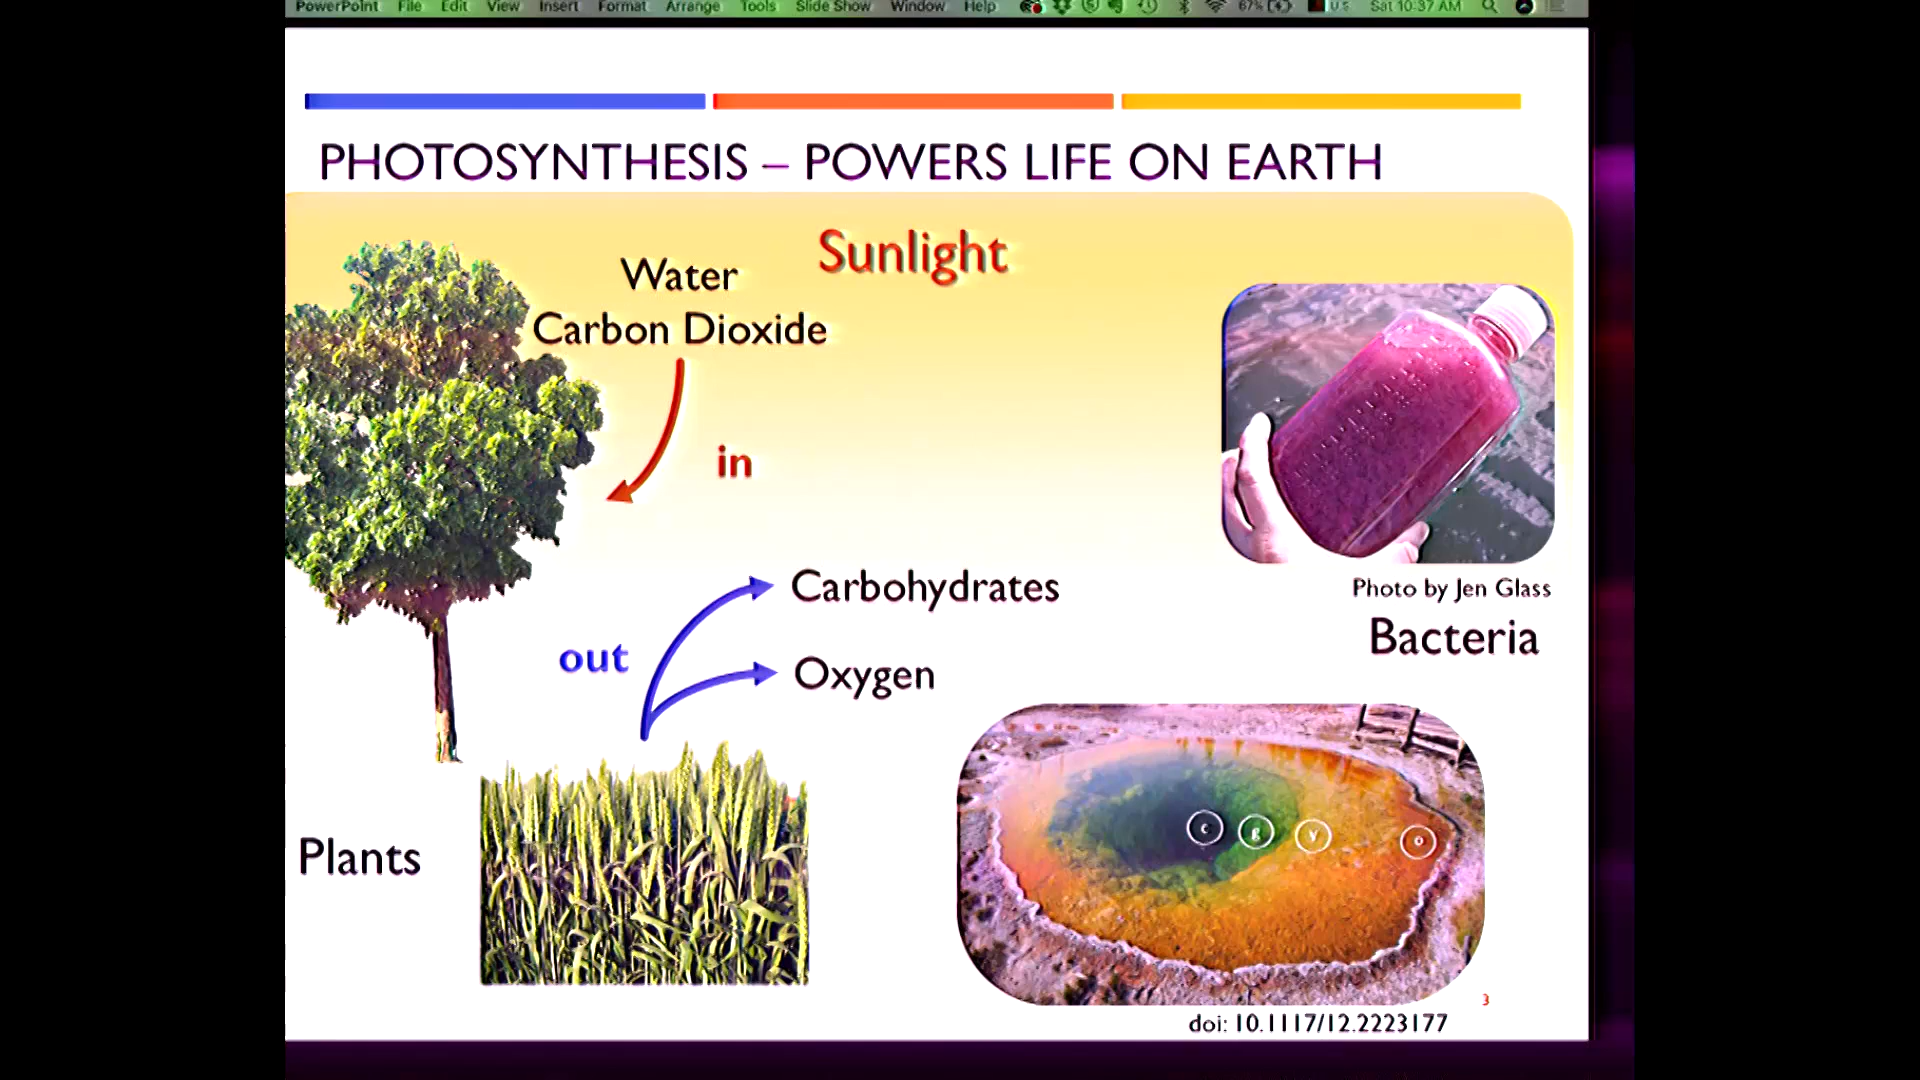 PowerPoint File Edit View Insert Format Arrange Tools Slide Show Window Help 67% U.S. Sat 10:37 AM
PHOTOSYNTHESIS – POWERS LIFE ON EARTH
Sunlight
Water
Carbon Dioxide
in
Carbohydrates
out
Oxygen
Photo by Jen Glass
Bacteria
Plants
c g y o
3
doi: 10.1117/12.2223177